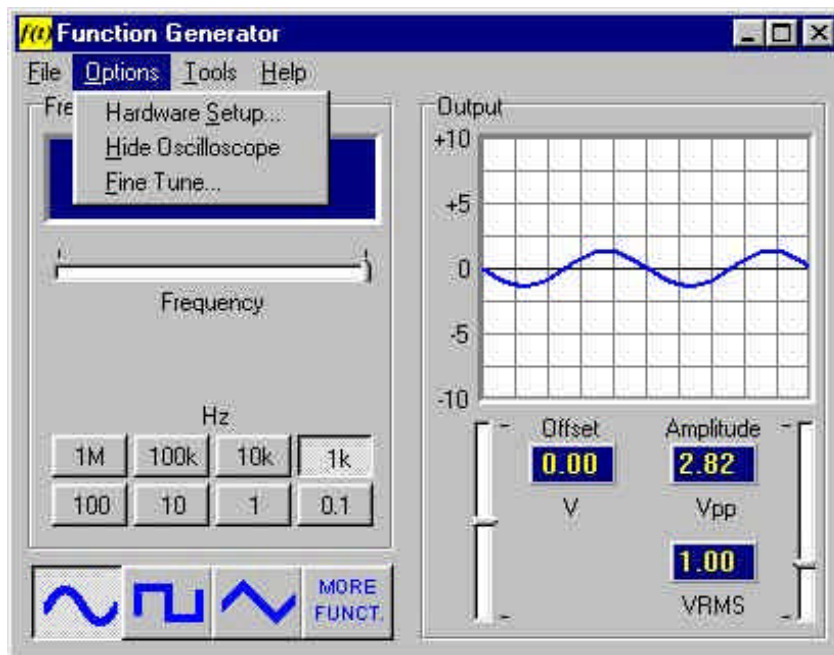 f(t) Function Generator
File Options Tools Help
Hardware Setup...
Hide Oscilloscope
Fine Tune...
Fre
Frequency
Hz
1M 100k 10k 1k
100 10 1 0.1
MORE
FUNCT.
Output
+10
+5
0
-5
-10
Offset Amplitude
0.00 2.82
V Vpp
1.00
VRMS